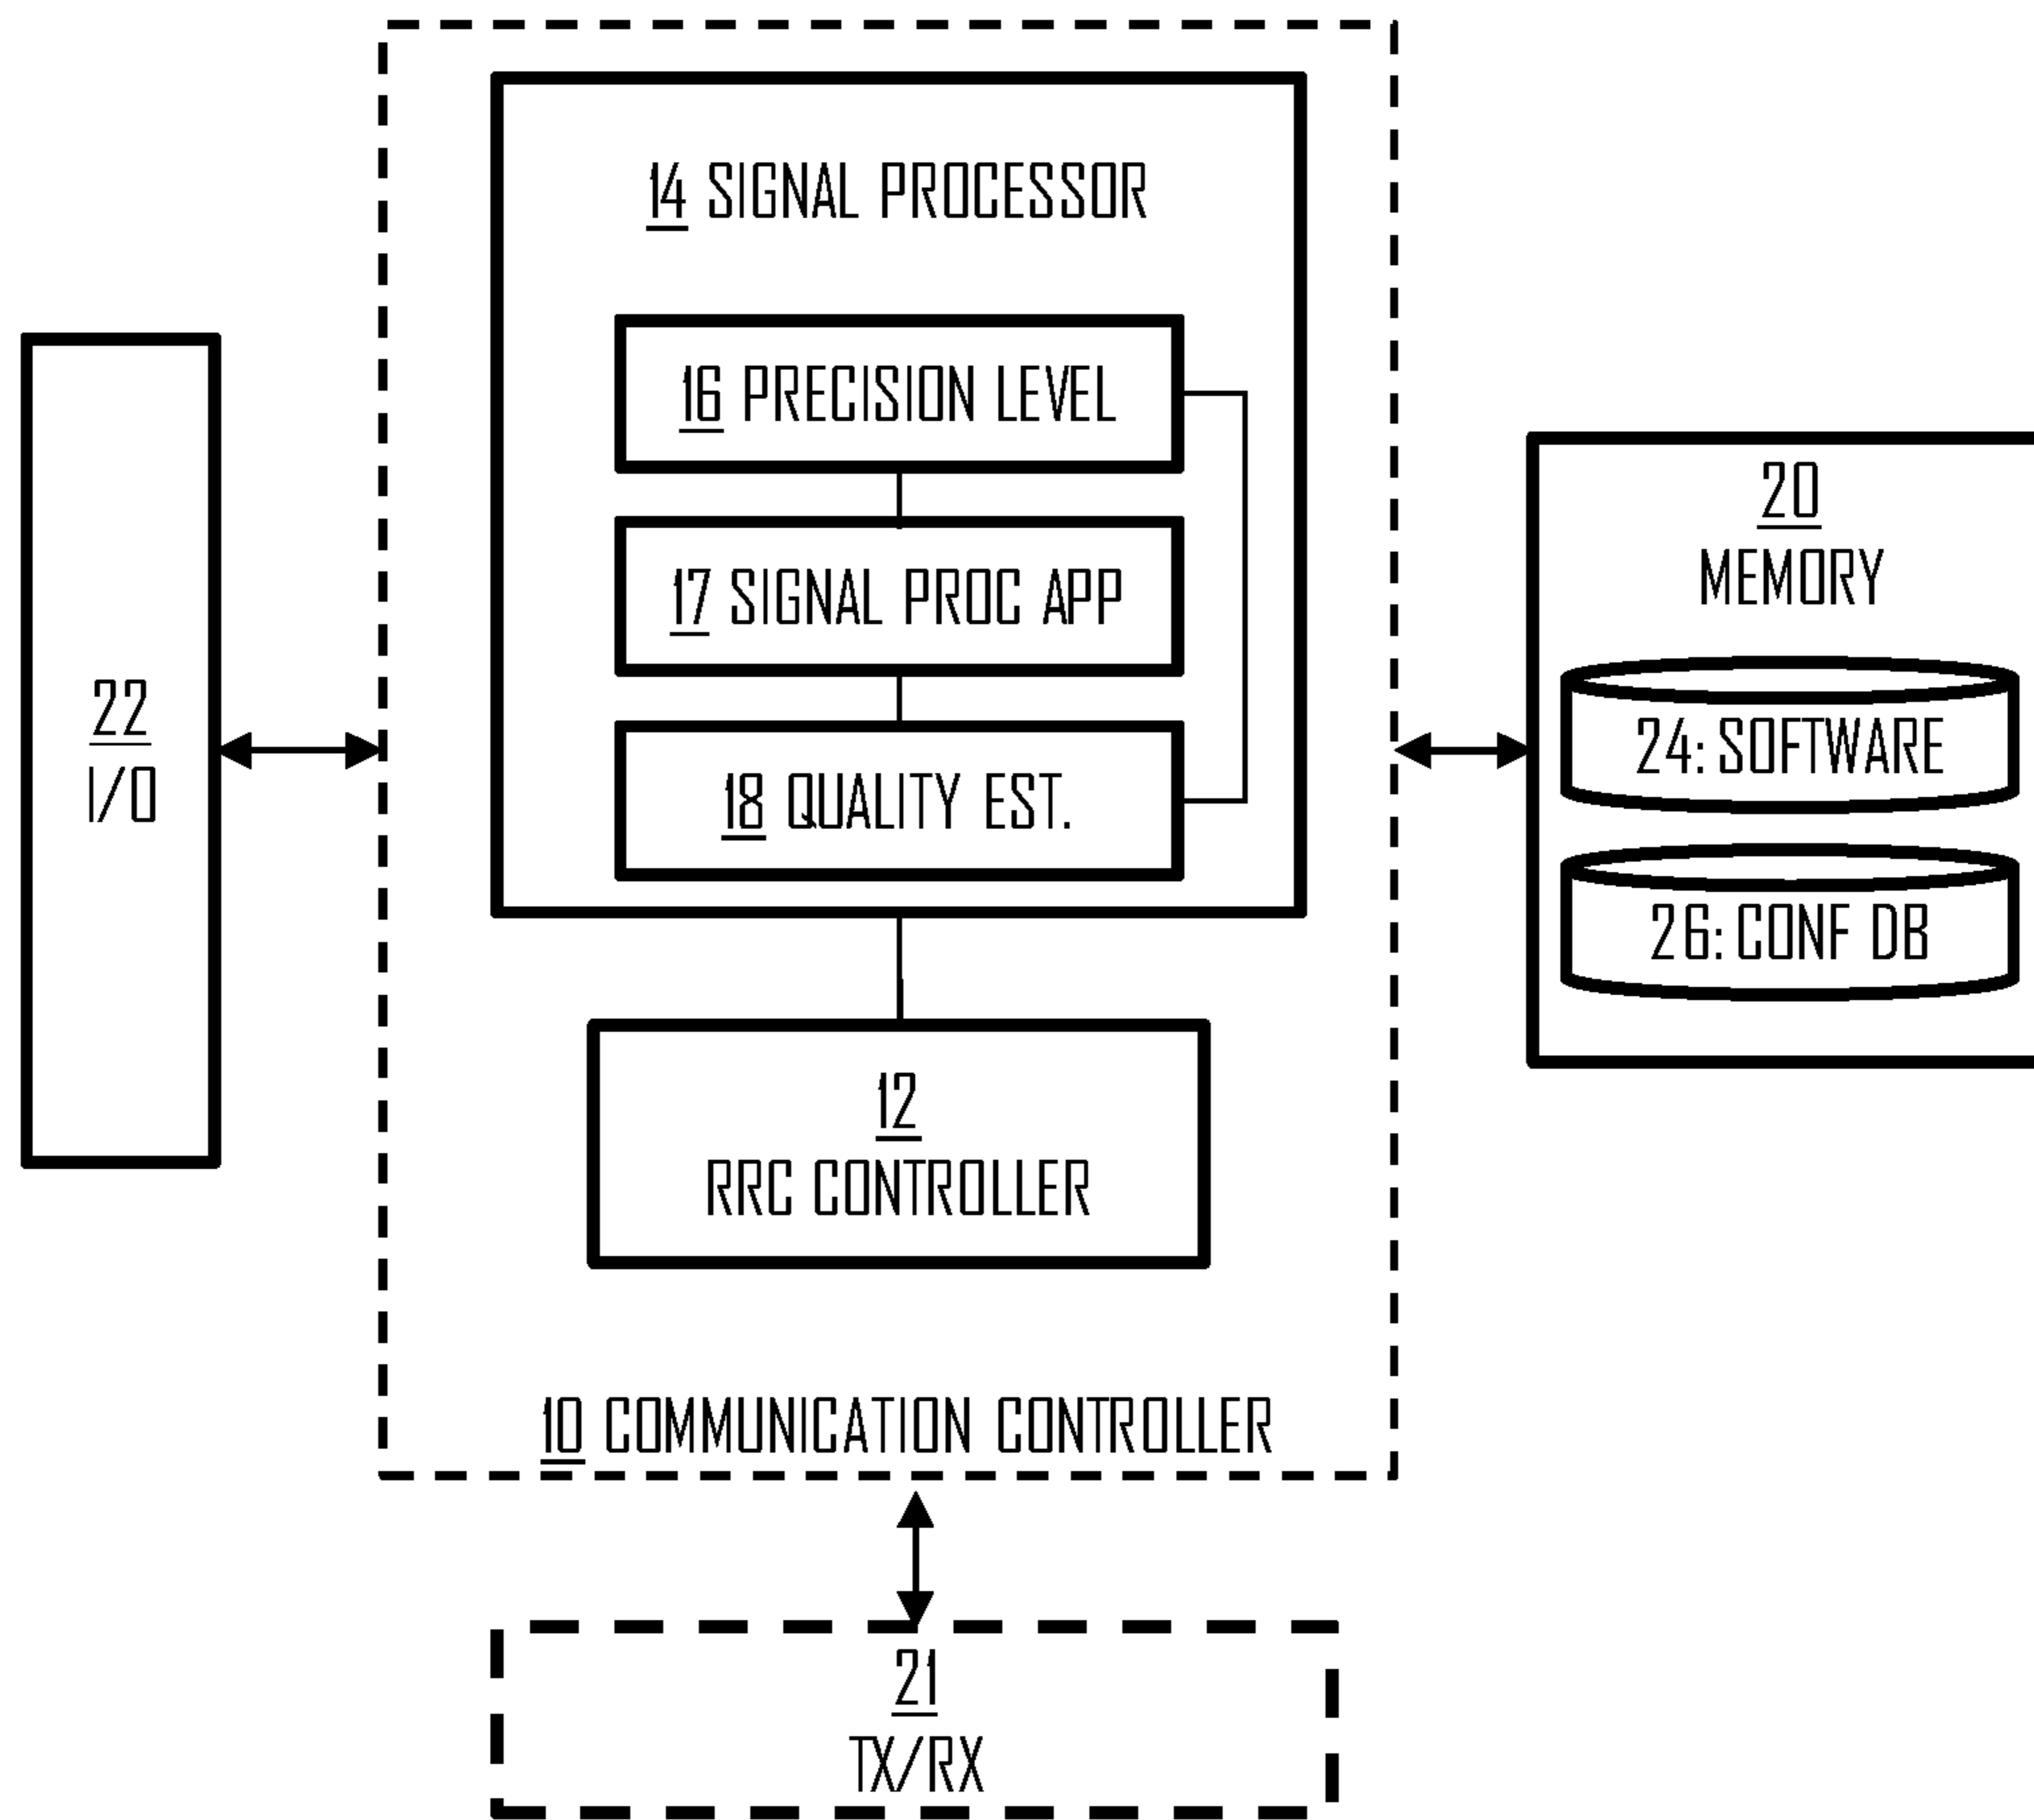 14 SIGNAL PROCESSOR
16 PRECISION LEVEL
17 SIGNAL PROC APP
18 QUALITY EST.
22
I/O
20
MEMORY
24: SOFTWARE
26: CONF DB
12
RRC CONTROLLER
10 COMMUNICATION CONTROLLER
21
TX/RX